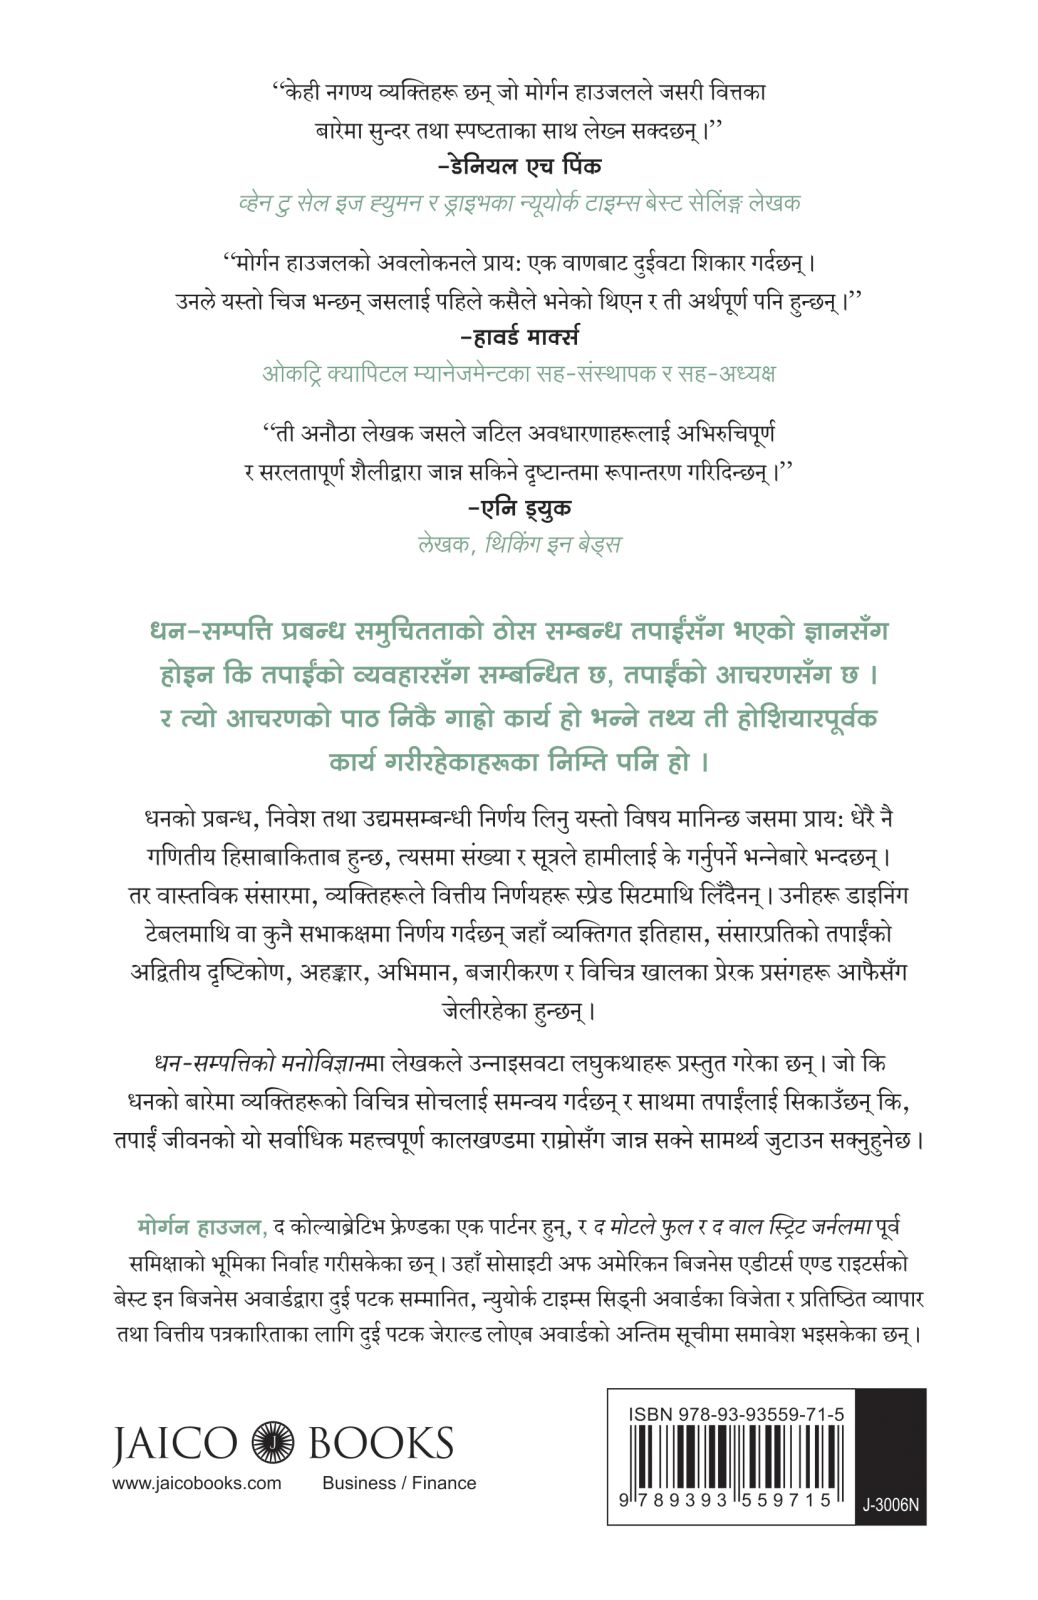 “केही नगण्य व्यक्तिहरू छन् जो मोर्गन हाउजलले जसरी वित्तका
बारेमा सुन्दर तथा स्पष्टताका साथ लेख्न सक्दछन् ।”
–डेनियल एच पिंक
व्हेन टु सेल इज ह्युमन र ड्राइभका न्यूयोर्क टाइम्स बेस्ट सेलिंङ्ग लेखक
“मोर्गन हाउजलको अवलोकनले प्राय: एक वाणबाट दुईवटा शिकार गर्दछन् ।
उनले यस्तो चिज भन्छन् जसलाई पहिले कसैले भनेको थिएन र ती अर्थपूर्ण पनि हुन्छन् ।”
–हावर्ड मार्क्स
ओकट्रि क्यापिटल म्यानेजमेन्टका सह-संस्थापक र सह-अध्यक्ष
“ती अनौठा लेखक जसले जटिल अवधारणाहरूलाई अभिरुचिपूर्ण
र सरलतापूर्ण शैलीद्वारा जान्न सकिने दृष्टान्तमा रूपान्तरण गरिदिन्छन् ।”
–एनि ड्युक
लेखक, थिकिंग इन बेड्स
धन–सम्पत्ति प्रबन्ध समुचितताको ठोस सम्बन्ध तपाईंसँग भएको ज्ञानसँग
होइन कि तपाईंको व्यवहारसँग सम्बन्धित छ, तपाईंको आचरणसँग छ ।
र त्यो आचरणको पाठ निकै गाह्रो कार्य हो भन्ने तथ्य ती होशियारपूर्वक
कार्य गरीरहेकाहरूका निम्ति पनि हो ।
धनको प्रबन्ध, निवेश तथा उद्यमसम्बन्धी निर्णय लिनु यस्तो विषय मानिन्छ जसमा प्राय: धेरै नै
गणितीय हिसाबाकिताब हुन्छ, त्यसमा संख्या र सूत्रले हामीलाई के गर्नुपर्ने भन्नेबारे भन्दछन् ।
तर वास्तविक संसारमा, व्यक्तिहरूले वित्तीय निर्णयहरू स्प्रेड सिटमाथि लिँदैनन् । उनीहरू डाइनिंग
टेबलमाथि वा कुनै सभाकक्षमा निर्णय गर्दछन् जहाँ व्यक्तिगत इतिहास, संसारप्रतिको तपाईंको
अद्वितीय दृष्टिकोण, अहङ्कार, अभिमान, बजारीकरण र विचित्र खालका प्रेरक प्रसंगहरू आफैसँग
जेलीरहेका हुन्छन् ।
धन-सम्पत्तिको मनोविज्ञानमा लेखकले उन्नाइसवटा लघुकथाहरू प्रस्तुत गरेका छन् । जो कि
धनको बारेमा व्यक्तिहरूको विचित्र सोचलाई समन्वय गर्दछन् र साथमा तपाईंलाई सिकाउँछन् कि,
तपाईं जीवनको यो सर्वाधिक महत्त्वपूर्ण कालखण्डमा राम्रोसँग जान्न सक्ने सामर्थ्य जुटाउन सक्नुहुनेछ ।
मोर्गन हाउजल, द कोल्याब्रेटिभ फ्रेण्डका एक पार्टनर हुन्, र द मोटले फुल र द वाल स्ट्रिट जर्नलमा पूर्व
समिक्षाको भूमिका निर्वाह गरीसकेका छन् । उहाँ सोसाइटी अफ अमेरिकन बिजनेस एडीटर्स एण्ड राइटर्सको
बेस्ट इन बिजनेस अवार्डद्वारा दुई पटक सम्मानित, न्युयोर्क टाइम्स सिड्नी अवार्डका विजेता र प्रतिष्ठित व्यापार
तथा वित्तीय पत्रकारिताका लागि दुई पटक जेराल्ड लोएब अवार्डको अन्तिम सूचीमा समावेश भइसकेका छन् ।
JAICO J BOOKS
www.jaicobooks.com Business / Finance
ISBN 978-93-93559-71-5
9 789393 559715
J-3006N